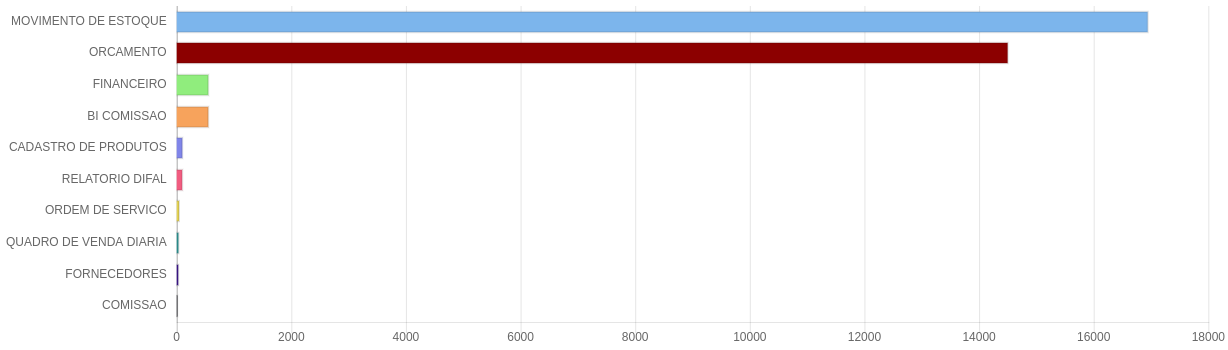 MOVIMENTO DE ESTOQUE
ORCAMENTO
FINANCEIRO
BI COMISSAO
CADASTRO DE PRODUTOS
RELATORIO DIFAL
ORDEM DE SERVICO
QUADRO DE VENDA DIARIA
FORNECEDORES
COMISSAO
0 2000 4000 6000 8000 10000 12000 14000 16000 18000